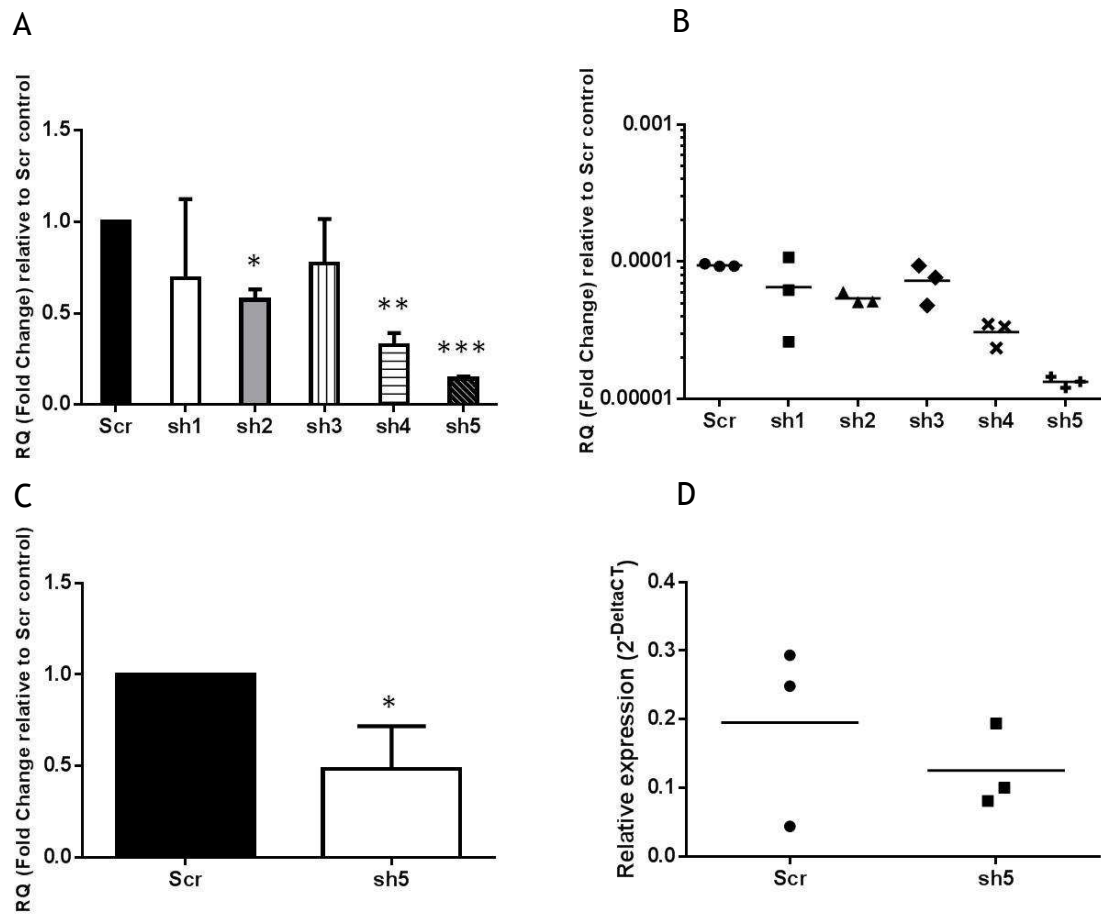 A
RQ (Fold Change) relative to Scr control
1.5
1.0
0.5
0.0
*
**
***
Scr sh1 sh2 sh3 sh4 sh5
B
RQ (Fold Change) relative to Scr control
0.001
0.0001
0.00001
Scr sh1 sh2 sh3 sh4 sh5
C
RQ (Fold Change relative to Scr control)
1.5
1.0
0.5
0.0
*
Scr sh5
D
Relative expression (2^-DeltaCT)
0.4
0.3
0.2
0.1
0.0
Scr sh5